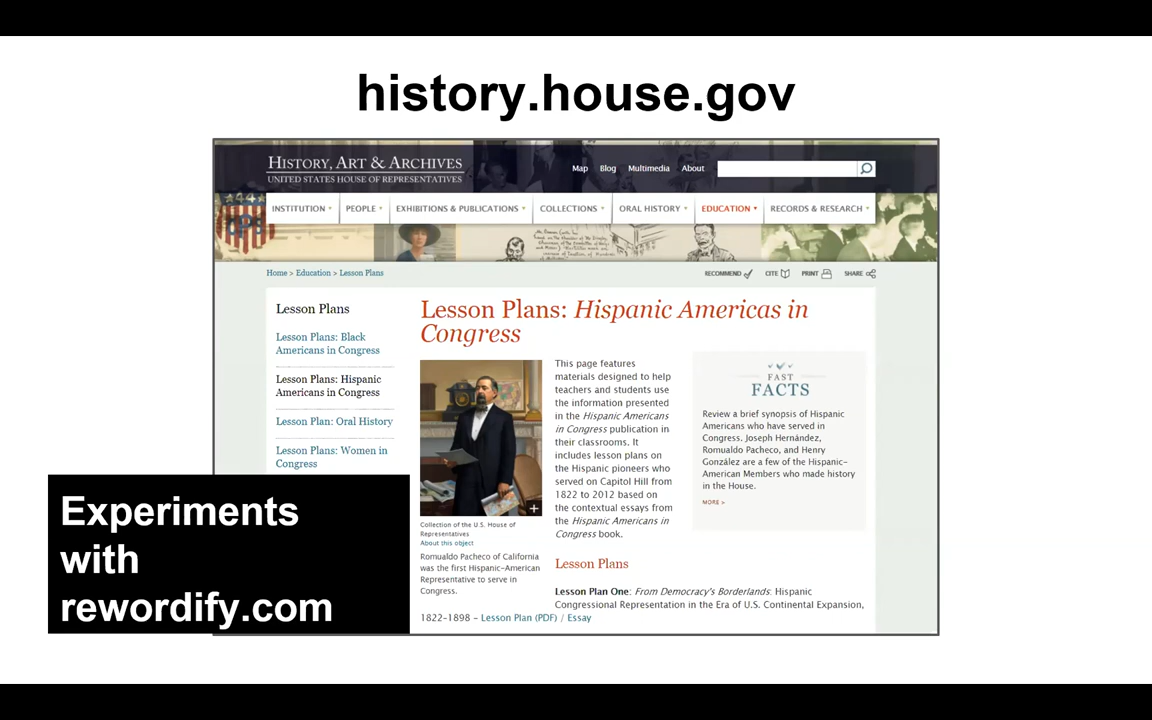 history.house.gov
HISTORY, ART & ARCHIVES
UNITED STATES HOUSE OF REPRESENTATIVES
Map Blog Multimedia About
INSTITUTION PEOPLE EXHIBITIONS & PUBLICATIONS COLLECTIONS ORAL HISTORY EDUCATION RECORDS & RESEARCH
Home > Education > Lesson Plans
RECOMMEND CITE PRINT SHARE
Lesson Plans
Lesson Plans: Black
Americans in Congress
Lesson Plans: Hispanic
Americans in Congress
Lesson Plan: Oral History
Lesson Plans: Women in
Congress
Lesson Plans: Hispanic Americas in
Congress
Collection of the U.S. House of
Representatives
About this object
Romualdo Pacheco of California
was the first Hispanic-American
Representative to serve in
Congress.
This page features
materials designed to help
teachers and students use
the information presented
in the Hispanic Americans
in Congress publication in
their classrooms. It
includes lesson plans on
the Hispanic pioneers who
served on Capitol Hill from
1822 to 2012 based on
the contextual essays from
the Hispanic Americans in
Congress book.
FAST
FACTS
Review a brief synopsis of Hispanic
Americans who have served in
Congress. Joseph Hernández,
Romualdo Pacheco, and Henry
González are a few of the Hispanic-
American Members who made history
in the House.
MORE >
Lesson Plans
Lesson Plan One: From Democracy's Borderlands: Hispanic
Congressional Representation in the Era of U.S. Continental Expansion,
1822-1898 – Lesson Plan (PDF) / Essay
Experiments
with
rewordify.com